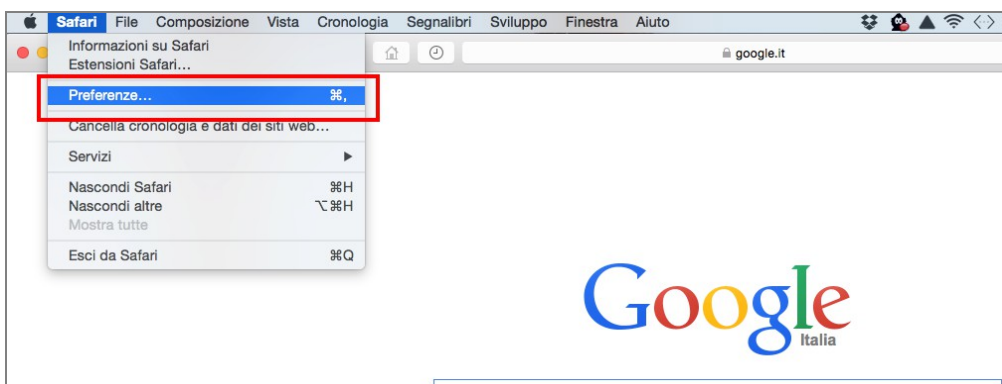 Safari File Composizione Vista Cronologia Segnalibri Sviluppo Finestra Aiuto
google.it
Informazioni su Safari
Estensioni Safari...
Preferenze... ⌘,
Cancella cronologia e dati dei siti web...
Servizi
Nascondi Safari ⌘H
Nascondi altre ⌥⌘H
Mostra tutte
Esci da Safari ⌘Q
Google
Italia